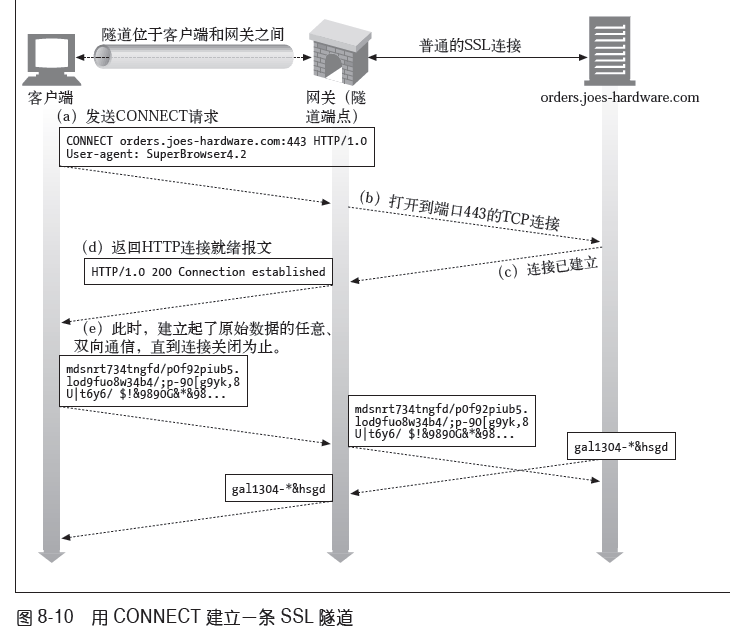 隧道位于客户端和网关之间
普通的SSL连接
客户端
网关（隧
道端点）
orders.joes-hardware.com
（a）发送CONNECT请求
CONNECT orders.joes-hardware.com:443 HTTP/1.0
User-agent: SuperBrowser4.2
（b）打开到端口443的TCP连接
（c）连接已建立
（d）返回HTTP连接就绪报文
HTTP/1.0 200 Connection established
（e）此时，建立起了原始数据的任意、
双向通信，直到连接关闭为止。
mdsnrt734tngfd/pOf92piub5.
lod9fuo8w34b4/;p-90[g9yk,8
U|t6y6/ $!&9890G&*&98...
mdsnrt734tngfd/pOf92piub5.
lod9fuo8w34b4/;p-90[g9yk,8
U|t6y6/ $!&9890G&*&98...
gal1304-*&hsgd
gal1304-*&hsgd
图 8-10　用 CONNECT 建立一条 SSL 隧道